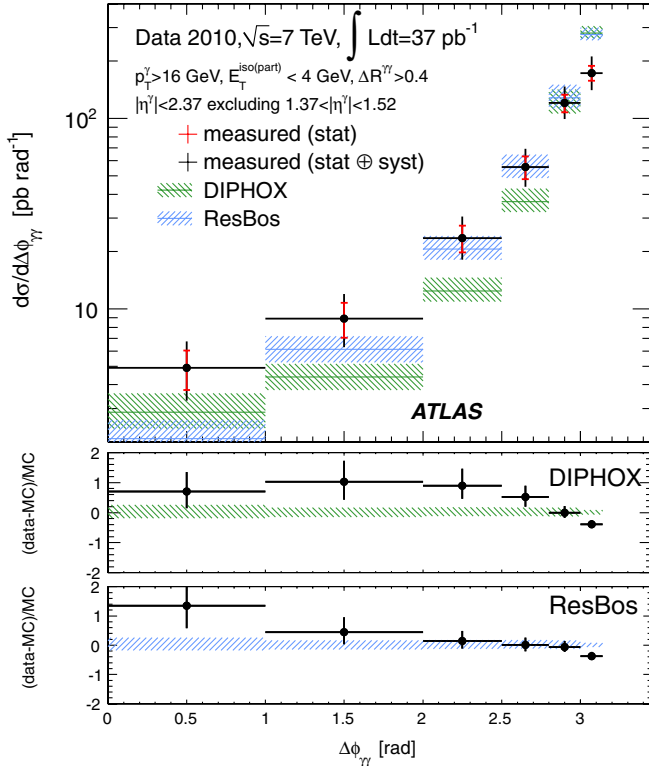 Data 2010, √s=7 TeV, ∫ Ldt=37 pb⁻¹
p_T^γ>16 GeV, E_T^iso(part) < 4 GeV, ΔR^γγ>0.4
|η^γ|<2.37 excluding 1.37<|η^γ|<1.52
measured (stat)
measured (stat ⊕ syst)
DIPHOX
ResBos
dσ/dΔϕ_γγ [pb rad⁻¹]
10²
10
ATLAS
(data-MC)/MC
2
1
0
-1
-2
DIPHOX
(data-MC)/MC
2
1
0
-1
-2
ResBos
0 0.5 1 1.5 2 2.5 3
Δϕ_γγ [rad]